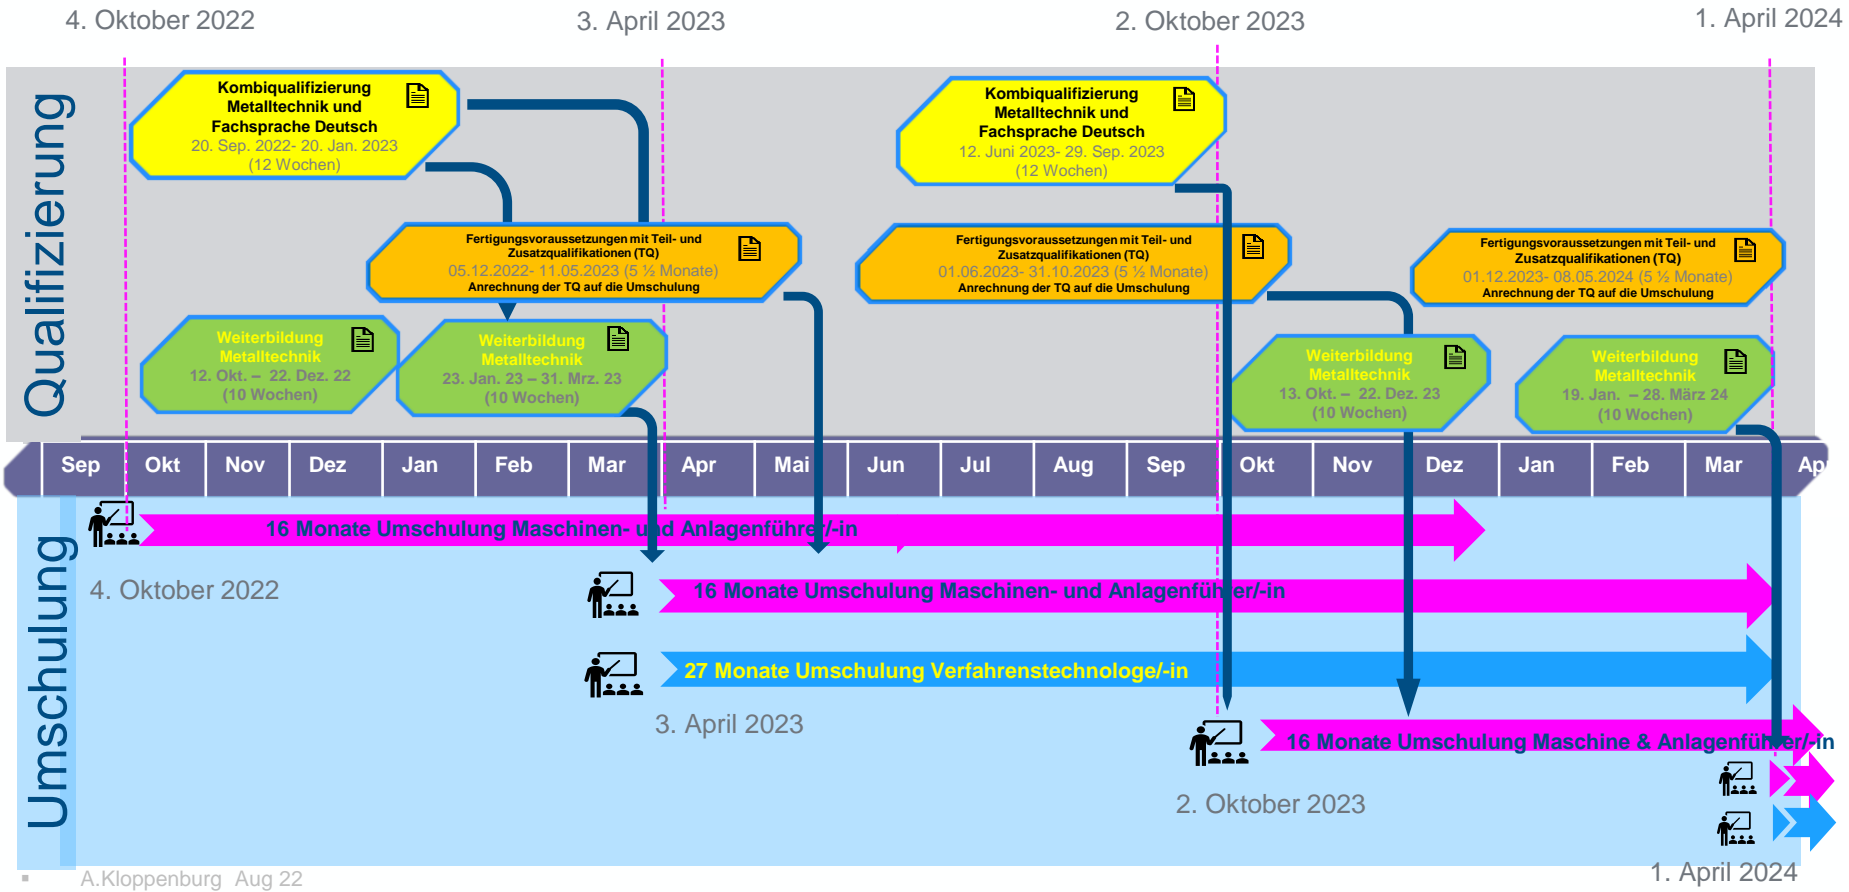 4. Oktober 2022
3. April 2023
2. Oktober 2023
1. April 2024
Qualifizierung
Kombiqualifizierung
Metalltechnik und
Fachsprache Deutsch
20. Sep. 2022- 20. Jan. 2023
(12 Wochen)
Kombiqualifizierung
Metalltechnik und
Fachsprache Deutsch
12. Juni 2023- 29. Sep. 2023
(12 Wochen)
Fertigungsvoraussetzungen mit Teil- und
Zusatzqualifikationen (TQ)
05.12.2022- 11.05.2023 (5 ½ Monate)
Anrechnung der TQ auf die Umschulung
Fertigungsvoraussetzungen mit Teil- und
Zusatzqualifikationen (TQ)
01.06.2023- 31.10.2023 (5 ½ Monate)
Anrechnung der TQ auf die Umschulung
Fertigungsvoraussetzungen mit Teil- und
Zusatzqualifikationen (TQ)
01.12.2023- 08.05.2024 (5 ½ Monate)
Anrechnung der TQ auf die Umschulung
Weiterbildung
Metalltechnik
12. Okt. – 22. Dez. 22
(10 Wochen)
Weiterbildung
Metalltechnik
23. Jan. 23 – 31. Mrz. 23
(10 Wochen)
Weiterbildung
Metalltechnik
13. Okt. – 22. Dez. 23
(10 Wochen)
Weiterbildung
Metalltechnik
19. Jan. – 28. März 24
(10 Wochen)
Sep Okt Nov Dez Jan Feb Mar Apr Mai Jun Jul Aug Sep Okt Nov Dez Jan Feb Mar Apr
Umschulung
16 Monate Umschulung Maschinen- und Anlagenführer/-in
4. Oktober 2022
16 Monate Umschulung Maschinen- und Anlagenführer/-in
27 Monate Umschulung Verfahrenstechnologe/-in
3. April 2023
16 Monate Umschulung Maschine & Anlagenführer/-in
2. Oktober 2023
1. April 2024
A.Kloppenburg Aug 22